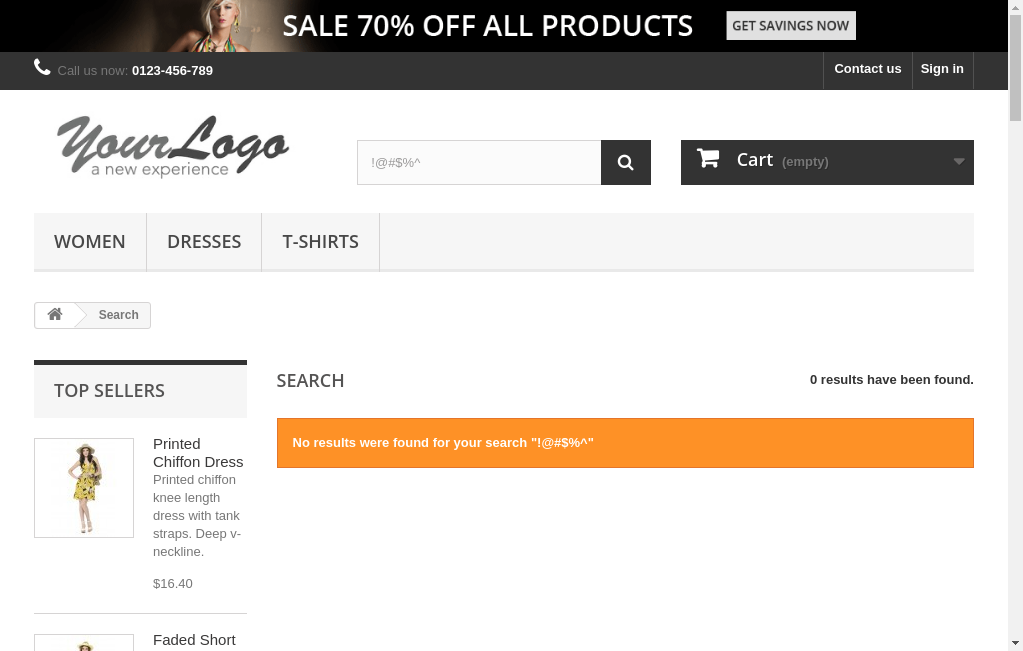 SALE 70% OFF ALL PRODUCTS GET SAVINGS NOW
Call us now: 0123-456-789 Contact us Sign in
YourLogo
a new experience
!@#$%^ Cart (empty)
WOMEN DRESSES T-SHIRTS
Search
TOP SELLERS
Printed
Chiffon Dress
Printed chiffon
knee length
dress with tank
straps. Deep v-
neckline.
$16.40
Faded Short
SEARCH 0 results have been found.
No results were found for your search "!@#$%^"